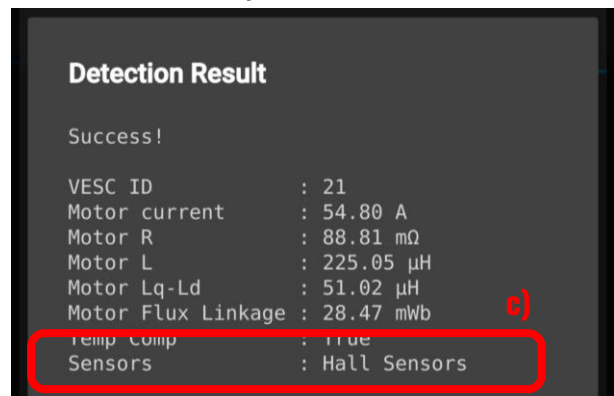 Detection Result
Success!
VESC ID : 21
Motor current : 54.80 A
Motor R : 88.81 mΩ
Motor L : 225.05 μH
Motor Lq-Ld : 51.02 μH
Motor Flux Linkage : 28.47 mWb
c)
Temp Comp : True
Sensors : Hall Sensors